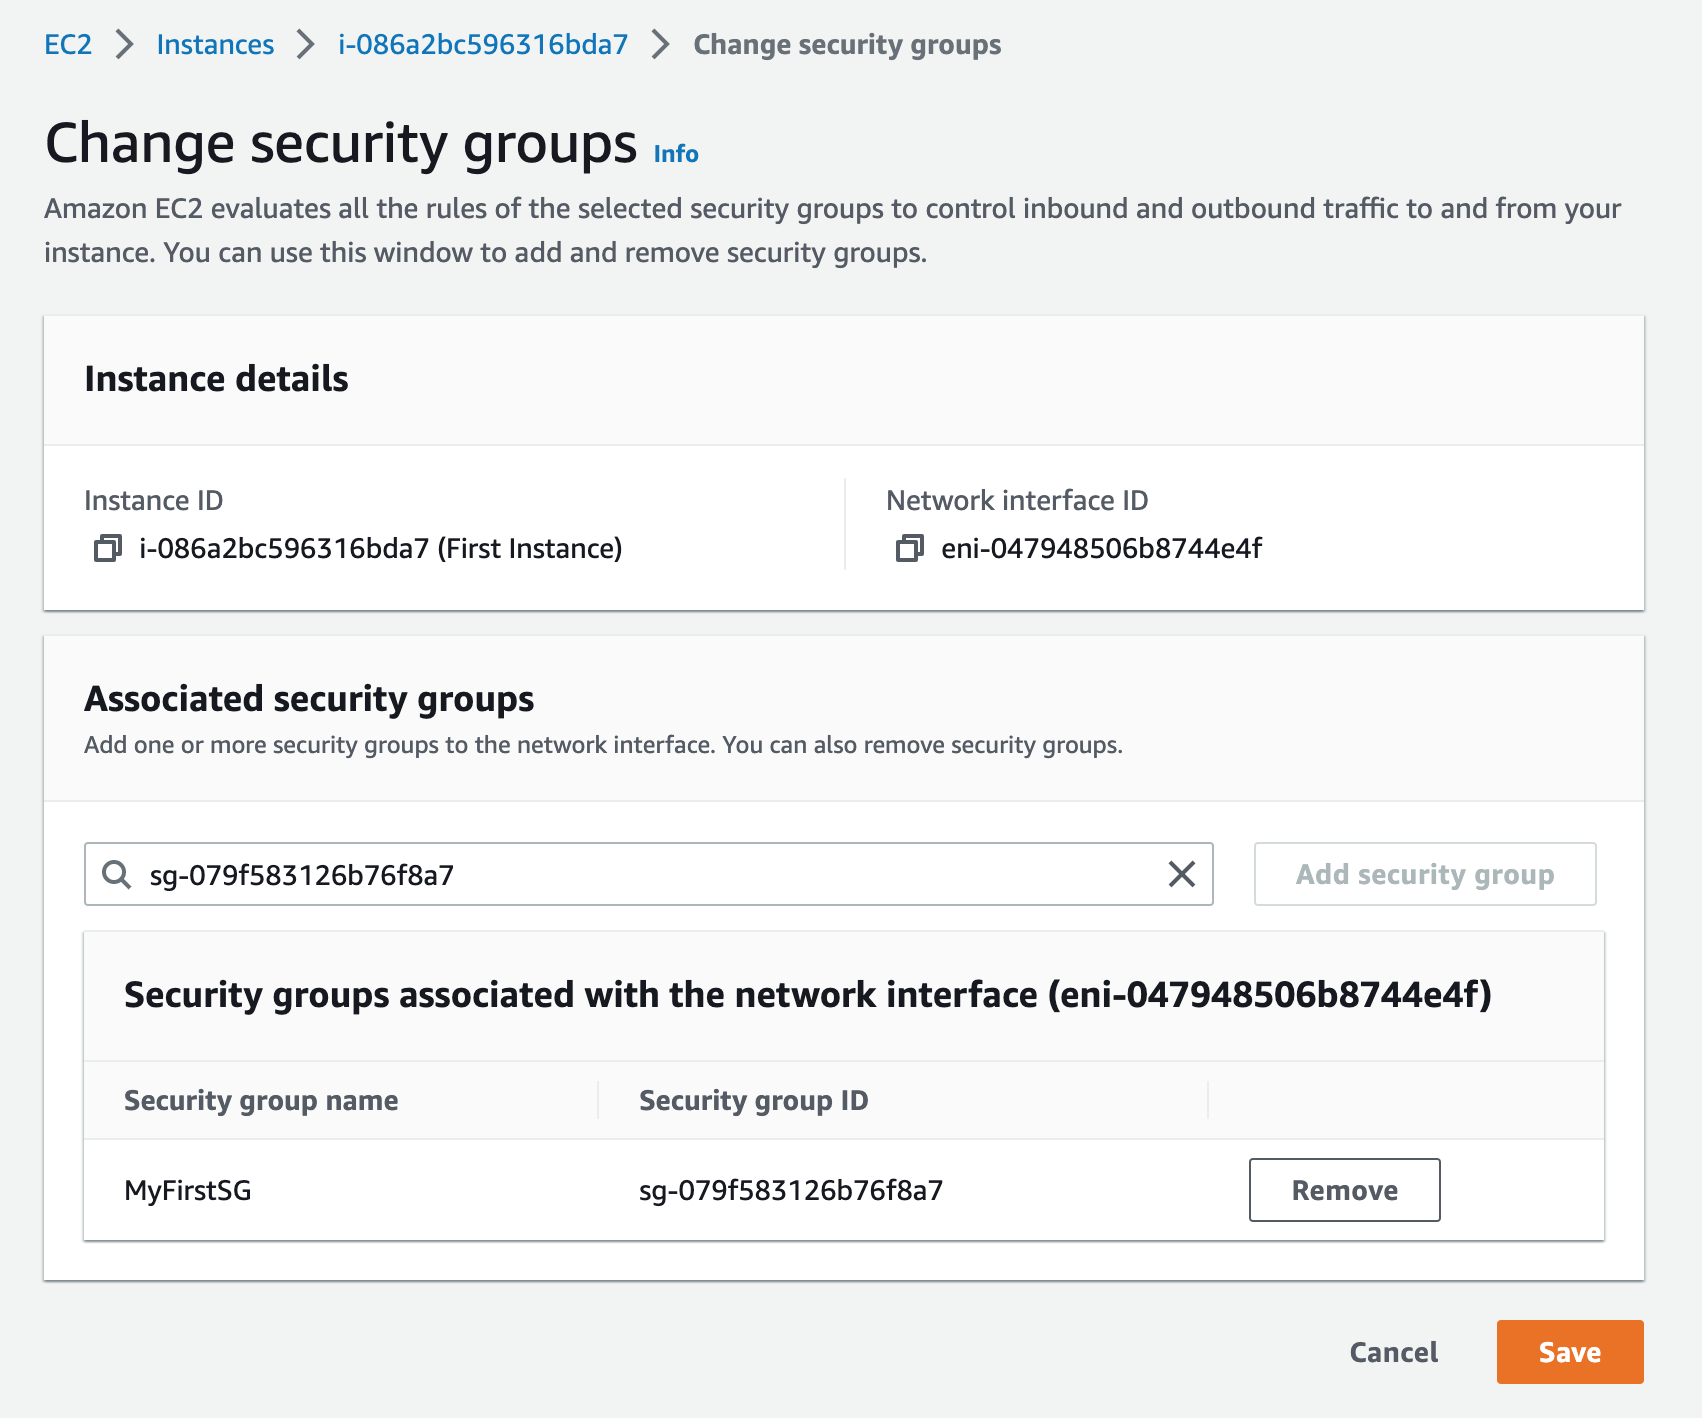 EC2 Instances i-086a2bc596316bda7 Change security groups
Change security groups Info
Amazon EC2 evaluates all the rules of the selected security groups to control inbound and outbound traffic to and from your
instance. You can use this window to add and remove security groups.
Instance details
Instance ID
i-086a2bc596316bda7 (First Instance)
Network interface ID
eni-047948506b8744e4f
Associated security groups
Add one or more security groups to the network interface. You can also remove security groups.
sg-079f583126b76f8a7
Add security group
Security groups associated with the network interface (eni-047948506b8744e4f)
Security group name Security group ID
MyFirstSG sg-079f583126b76f8a7 Remove
Cancel Save